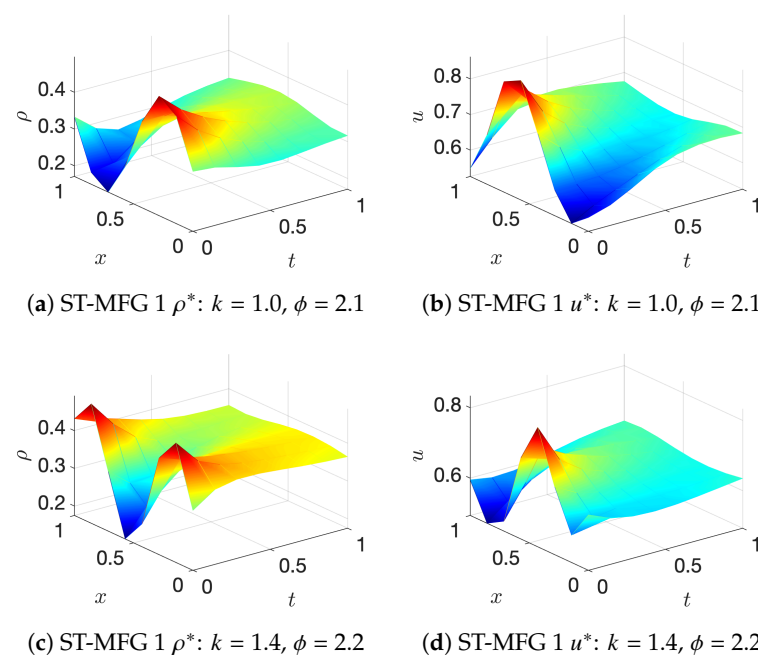 0.4
0.3
0.2
ρ
1
0.5
0
x
0
0.5
1
t
(a) ST-MFG 1 ρ*: k = 1.0, ϕ = 2.1
0.8
0.7
0.6
u
1
0.5
0
x
0
0.5
1
t
(b) ST-MFG 1 u*: k = 1.0, ϕ = 2.1
0.4
0.3
0.2
ρ
1
0.5
0
x
0
0.5
1
t
(c) ST-MFG 1 ρ*: k = 1.4, ϕ = 2.2
0.8
0.6
u
1
0.5
0
x
0
0.5
1
t
(d) ST-MFG 1 u*: k = 1.4, ϕ = 2.2